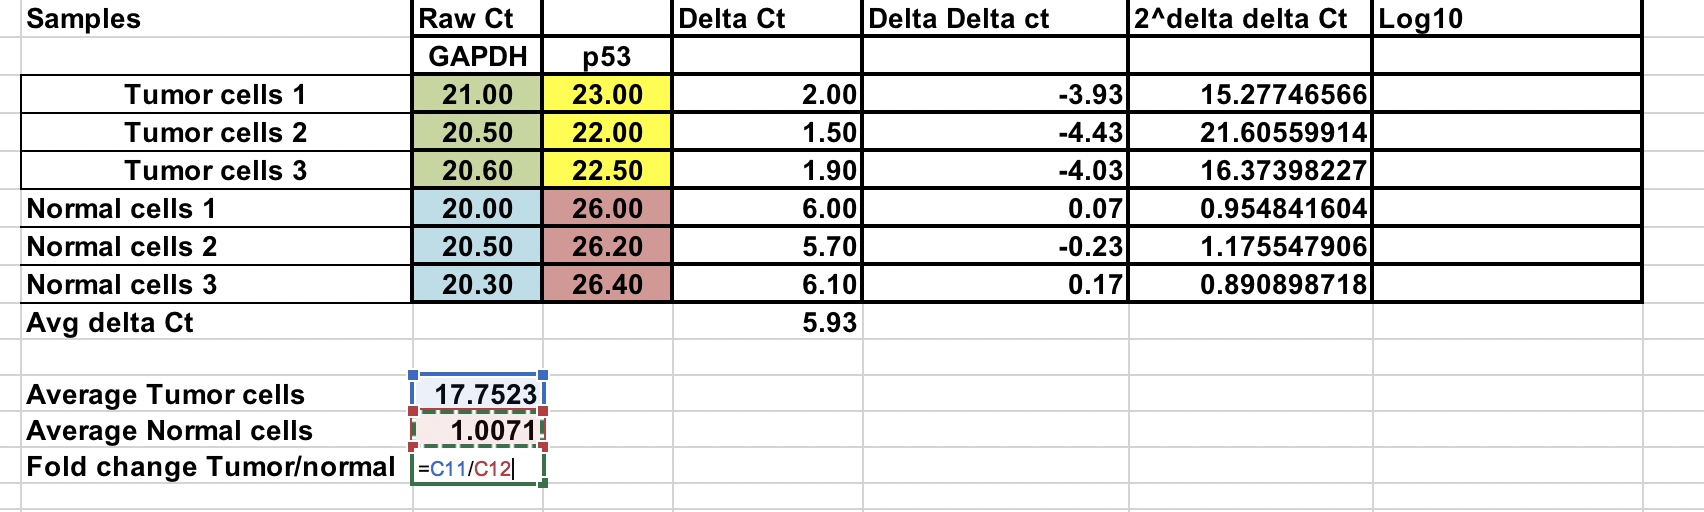 Samples Raw Ct Delta Ct Delta Delta ct 2^delta delta Ct Log10
GAPDH p53
Tumor cells 1 21.00 23.00 2.00 -3.93 15.27746566
Tumor cells 2 20.50 22.00 1.50 -4.43 21.60559914
Tumor cells 3 20.60 22.50 1.90 -4.03 16.37398227
Normal cells 1 20.00 26.00 6.00 0.07 0.954841604
Normal cells 2 20.50 26.20 5.70 -0.23 1.175547906
Normal cells 3 20.30 26.40 6.10 0.17 0.890898718
Avg delta Ct 5.93
Average Tumor cells 17.7523
Average Normal cells 1.0071
Fold change Tumor/normal =C11/C12